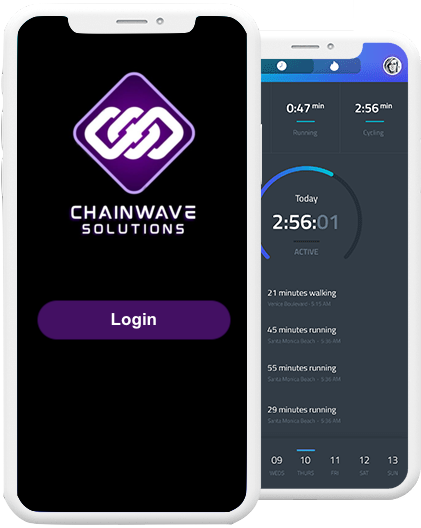 CHAINWAVE
SOLUTIONS
Login
0:47 min
Running
2:56 min
Cycling
Today
2:56:01
ACTIVE
21 minutes walking
Venice Boulevard - 5:15 AM
45 minutes running
Santa Monica Beach - 5:36 AM
55 minutes running
Santa Monica Beach - 5:36 AM
29 minutes running
Santa Monica Beach - 5:36 AM
09 10 11 12 13
WEDS THURS FRI SAT SUN